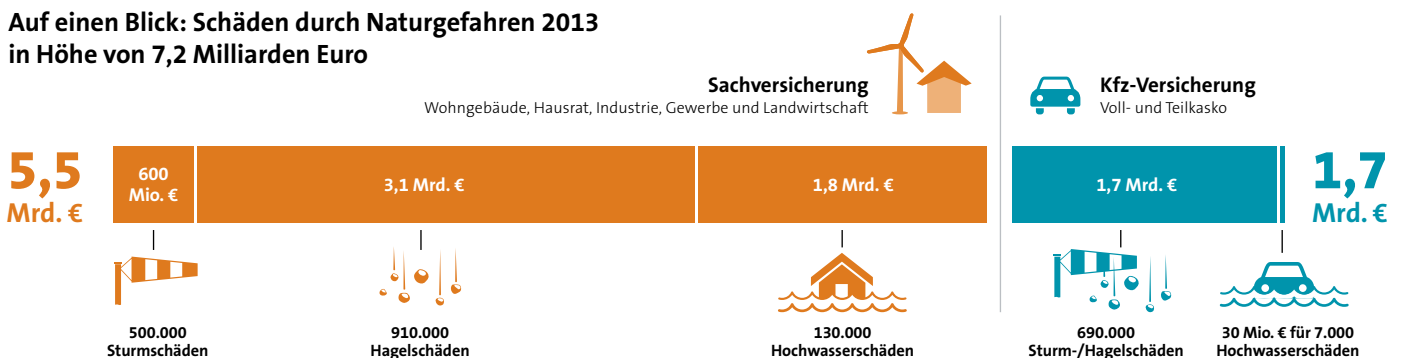 Auf einen Blick: Schäden durch Naturgefahren 2013
in Höhe von 7,2 Milliarden Euro
Sachversicherung
Wohngebäude, Hausrat, Industrie, Gewerbe und Landwirtschaft
Kfz-Versicherung
Voll- und Teilkasko
5,5
Mrd. €
600
Mio. €
3,1 Mrd. €
1,8 Mrd. €
1,7 Mrd. €
1,7
Mrd. €
500.000
Sturmschäden
910.000
Hagelschäden
130.000
Hochwasserschäden
690.000
Sturm-/Hagelschäden
30 Mio. € für 7.000
Hochwasserschäden